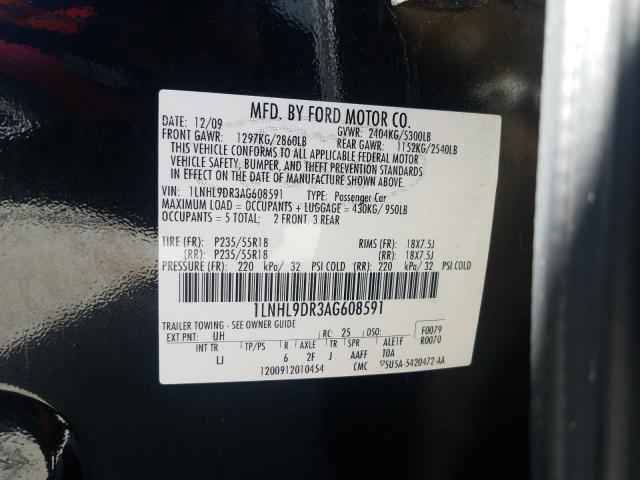 MFD. BY FORD MOTOR CO.
DATE: 12/09 GVWR: 2404KG/5300LB
FRONT GAWR: 1297KG/2860LB REAR GAWR: 1152KG/2540LB
THIS VEHICLE CONFORMS TO ALL APPLICABLE FEDERAL MOTOR
VEHICLE SAFETY, BUMPER, AND THEFT PREVENTION STANDARDS
IN EFFECT ON THE DATE OF MANUFACTURE SHOWN ABOVE.
VIN: 1LNHL9DR3AG608591 TYPE: Passenger Car
MAXIMUM LOAD = OCCUPANTS + LUGGAGE = 430KG/ 950LB
OCCUPANTS = 5 TOTAL: 2 FRONT, 3 REAR
TIRE (FR): P235/55R18 RIMS (FR): 18X7.5J
(RR): P235/55R18 (RR): 18X7.5J
PRESSURE (FR): 220 kPa/ 32 PSI COLD (RR): 220 kPa/ 32 PSI COLD
1LNHL9DR3AG608591
TRAILER TOWING - SEE OWNER GUIDE
EXT PNT: UH RC: 25 DSO: F0079
INT TR TP/PS R AXLE TR SPR ALE1F R0070
LJ 6 2F J AAFF TOA
1200912010454 CMC ▽5U5A-5420472-AA